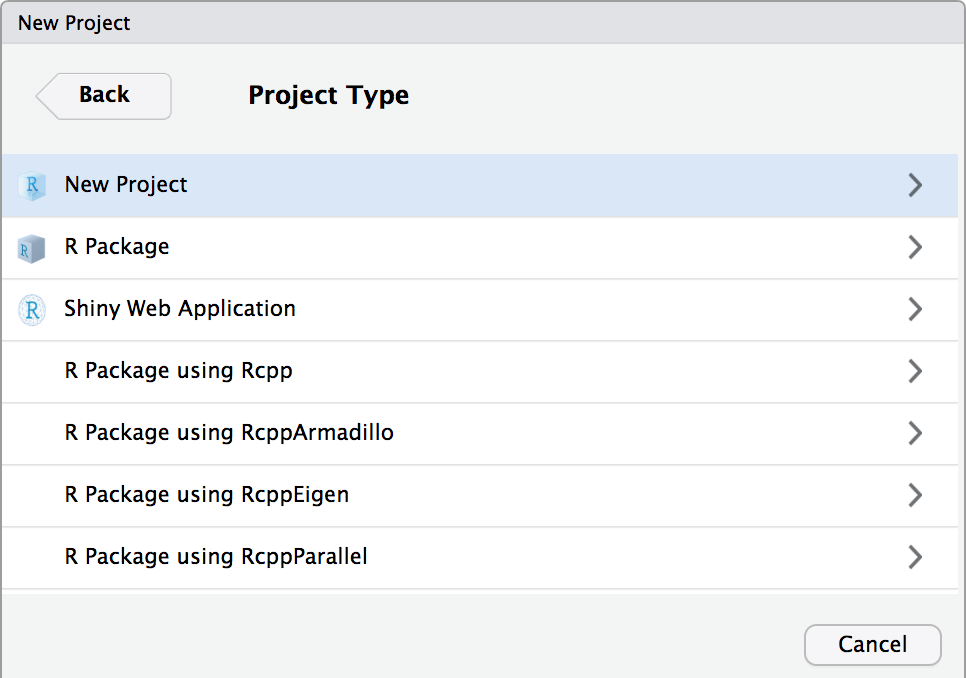 New Project
Back
Project Type
R New Project
R R Package
R Shiny Web Application
R Package using Rcpp
R Package using RcppArmadillo
R Package using RcppEigen
R Package using RcppParallel
Cancel